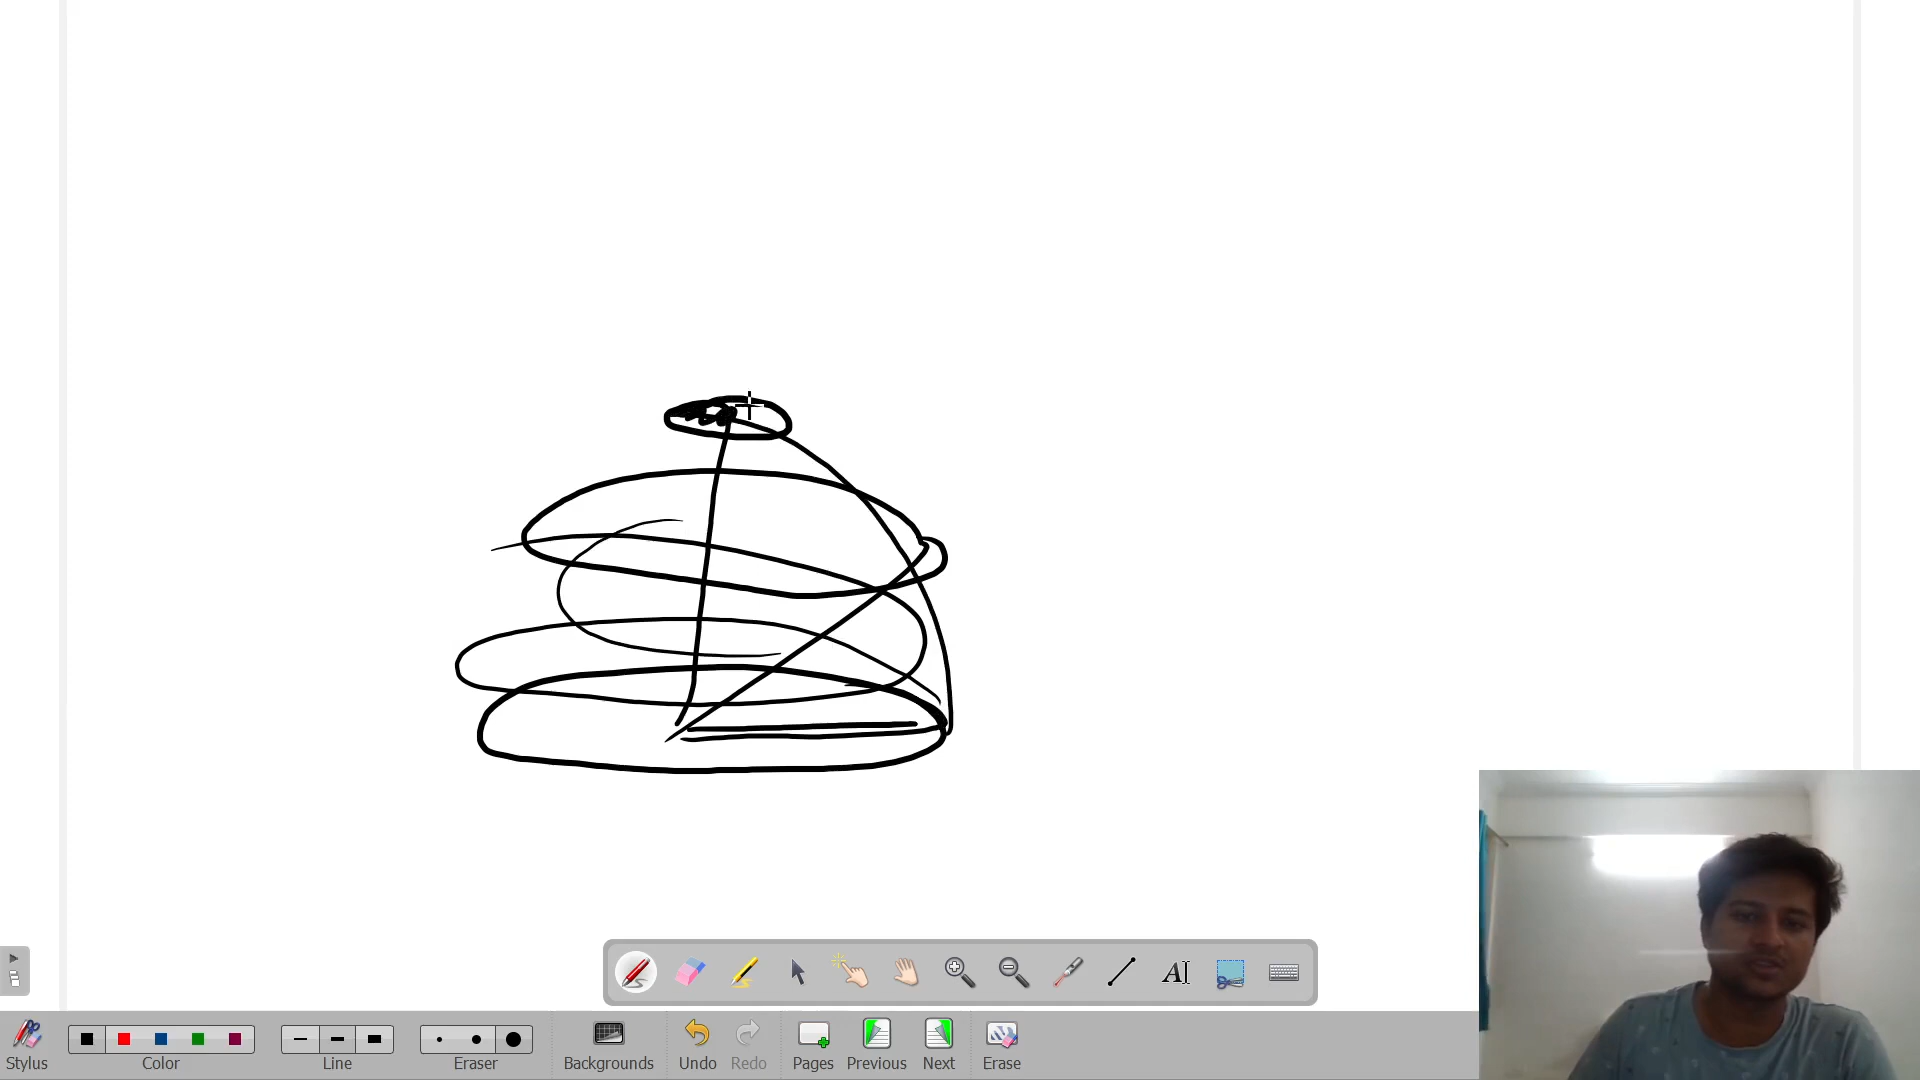 Stylus
Color
Line
Eraser
Backgrounds
Undo
Redo
Pages
Previous
Next
Erase